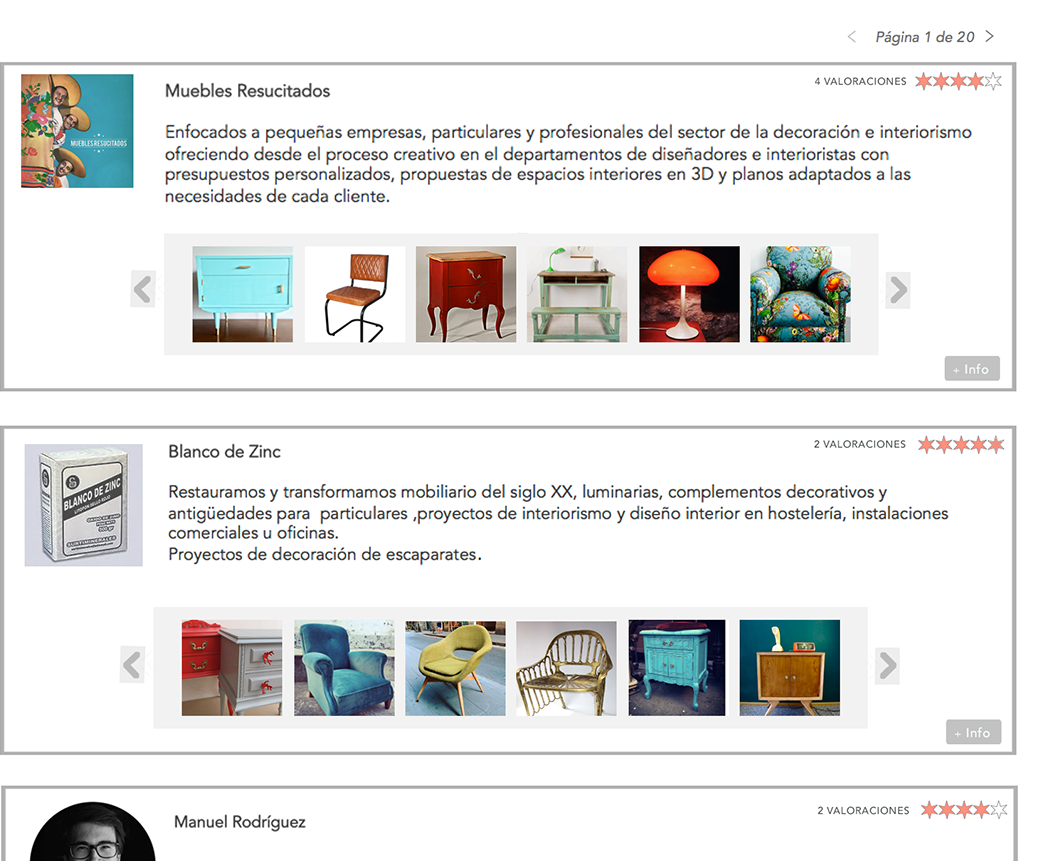 Página 1 de 20
4 VALORACIONES
MUEBLESRESUCITADOS
Muebles Resucitados
Enfocados a pequeñas empresas, particulares y profesionales del sector de la decoración e interiorismo
ofreciendo desde el proceso creativo en el departamentos de diseñadores e interioristas con
presupuestos personalizados, propuestas de espacios interiores en 3D y planos adaptados a las
necesidades de cada cliente.
+ Info
2 VALORACIONES
BLANCO DE ZINC
Blanco de Zinc
Restauramos y transformamos mobiliario del siglo XX, luminarias, complementos decorativos y
antigüedades para  particulares ,proyectos de interiorismo y diseño interior en hostelería, instalaciones
comerciales u oficinas.
Proyectos de decoración de escaparates.
+ Info
2 VALORACIONES
Manuel Rodríguez